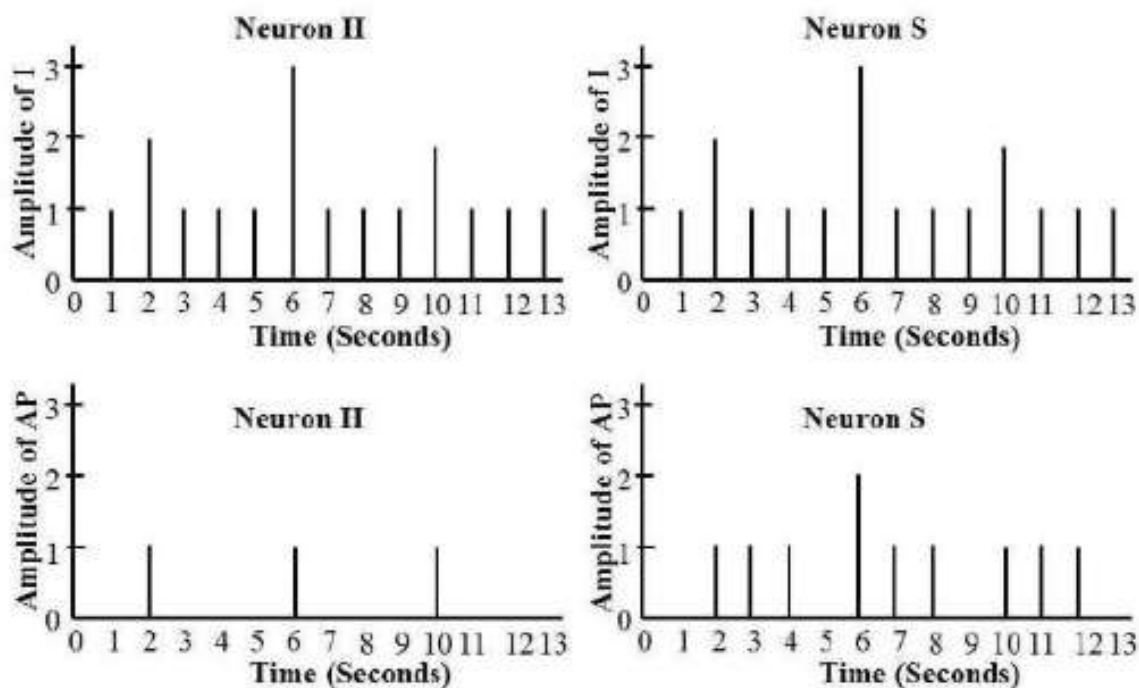 Neuron II
Amplitude of 1
3
2
1
0
0 1 2 3 4 5 6 7 8 9 10 11 12 13
Time (Seconds)
Neuron S
Amplitude of I
3
2
1
0
0 1 2 3 4 5 6 7 8 9 10 11 12 13
Time (Seconds)
Neuron II
Amplitude of AP
3
2
1
0
0 1 2 3 4 5 6 7 8 9 10 11 12 13
Time (Seconds)
Neuron S
Amplitude of AP
3
2
1
0
0 1 2 3 4 5 6 7 8 9 10 11 12 13
Time (Seconds)